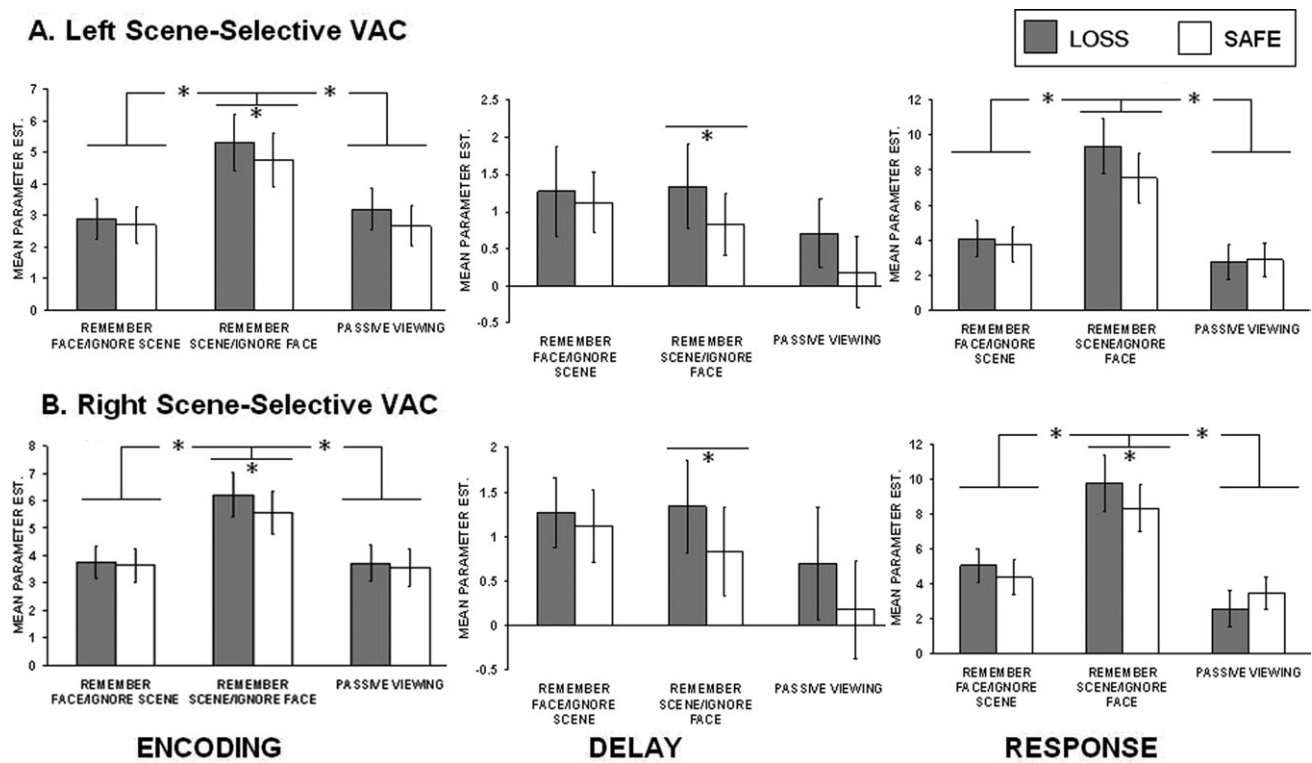 A. Left Scene-Selective VAC
LOSS SAFE
MEAN PARAMETER EST.
7
6
5
4
3
2
1
0
* * *
REMEMBER FACE/IGNORE SCENE
REMEMBER SCENE/IGNORE FACE
PASSIVE VIEWING
MEAN PARAMETER EST.
2.5
2
1.5
1
0.5
0
-0.5
*
REMEMBER FACE/IGNORE SCENE
REMEMBER SCENE/IGNORE FACE
PASSIVE VIEWING
MEAN PARAMETER EST.
12
10
8
6
4
2
0
* *
REMEMBER FACE/IGNORE SCENE
REMEMBER SCENE/IGNORE FACE
PASSIVE VIEWING
B. Right Scene-Selective VAC
MEAN PARAMETER EST.
8
7
6
5
4
3
2
1
0
* * *
REMEMBER FACE/IGNORE SCENE
REMEMBER SCENE/IGNORE FACE
PASSIVE VIEWING
MEAN PARAMETER EST.
2
1.5
1
0.5
0
-0.5
*
REMEMBER FACE/IGNORE SCENE
REMEMBER SCENE/IGNORE FACE
PASSIVE VIEWING
MEAN PARAMETER EST.
12
10
8
6
4
2
0
* * *
REMEMBER FACE/IGNORE SCENE
REMEMBER SCENE/IGNORE FACE
PASSIVE VIEWING
ENCODING DELAY RESPONSE